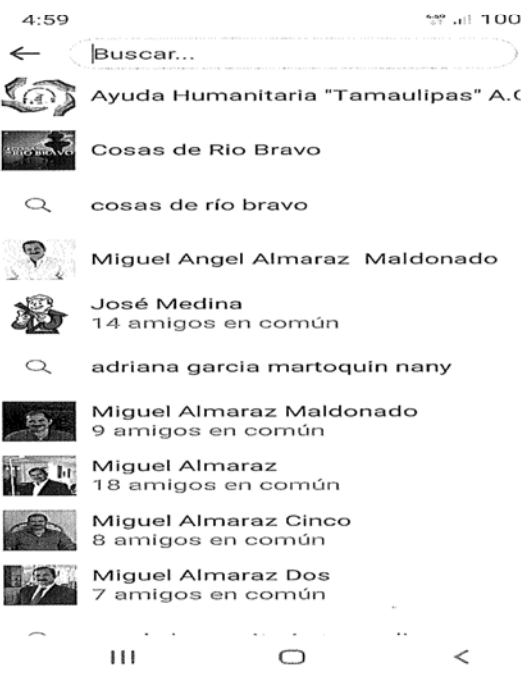 4:59
100
Buscar...
Ayuda Humanitaria "Tamaulipas" A.C
Cosas de Rio Bravo
cosas de río bravo
Miguel Angel Almaraz Maldonado
José Medina
14 amigos en común
adriana garcia martoquin nany
Miguel Almaraz Maldonado
9 amigos en común
Miguel Almaraz
18 amigos en común
Miguel Almaraz Cinco
8 amigos en común
Miguel Almaraz Dos
7 amigos en común